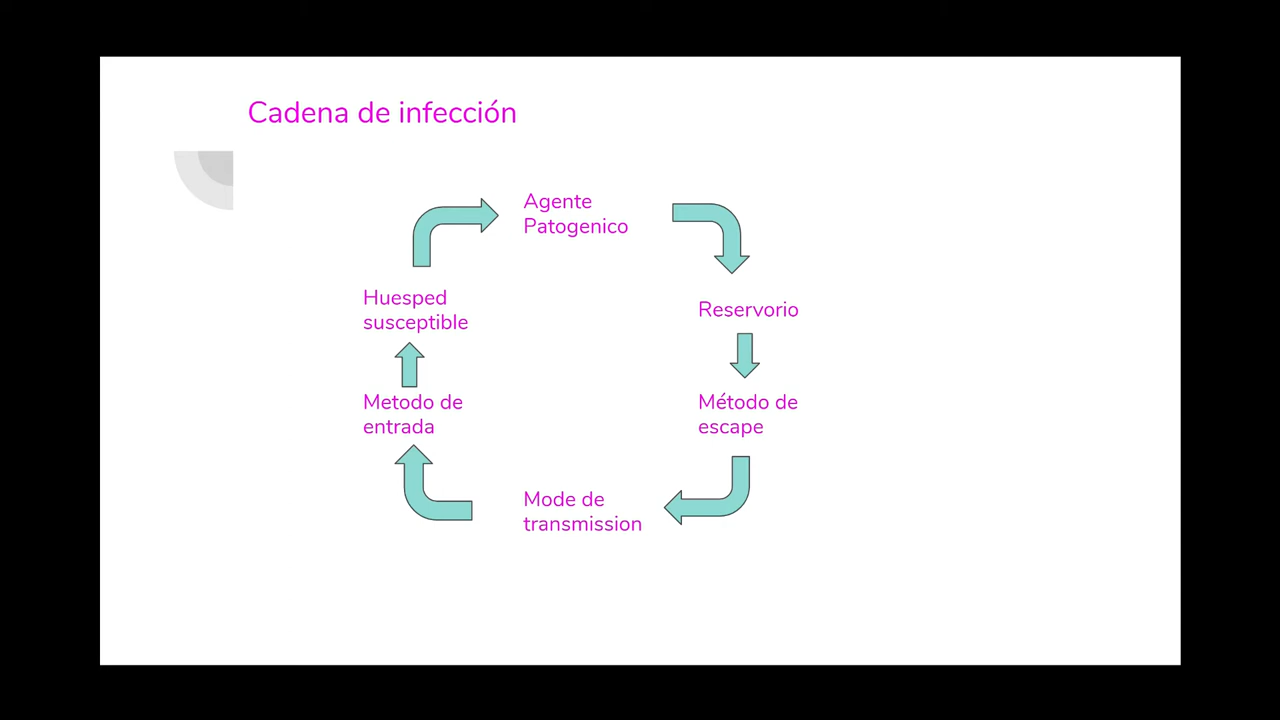 Cadena de infección
Agente
Patogenico
Reservorio
Método de
escape
Mode de
transmission
Metodo de
entrada
Huesped
susceptible